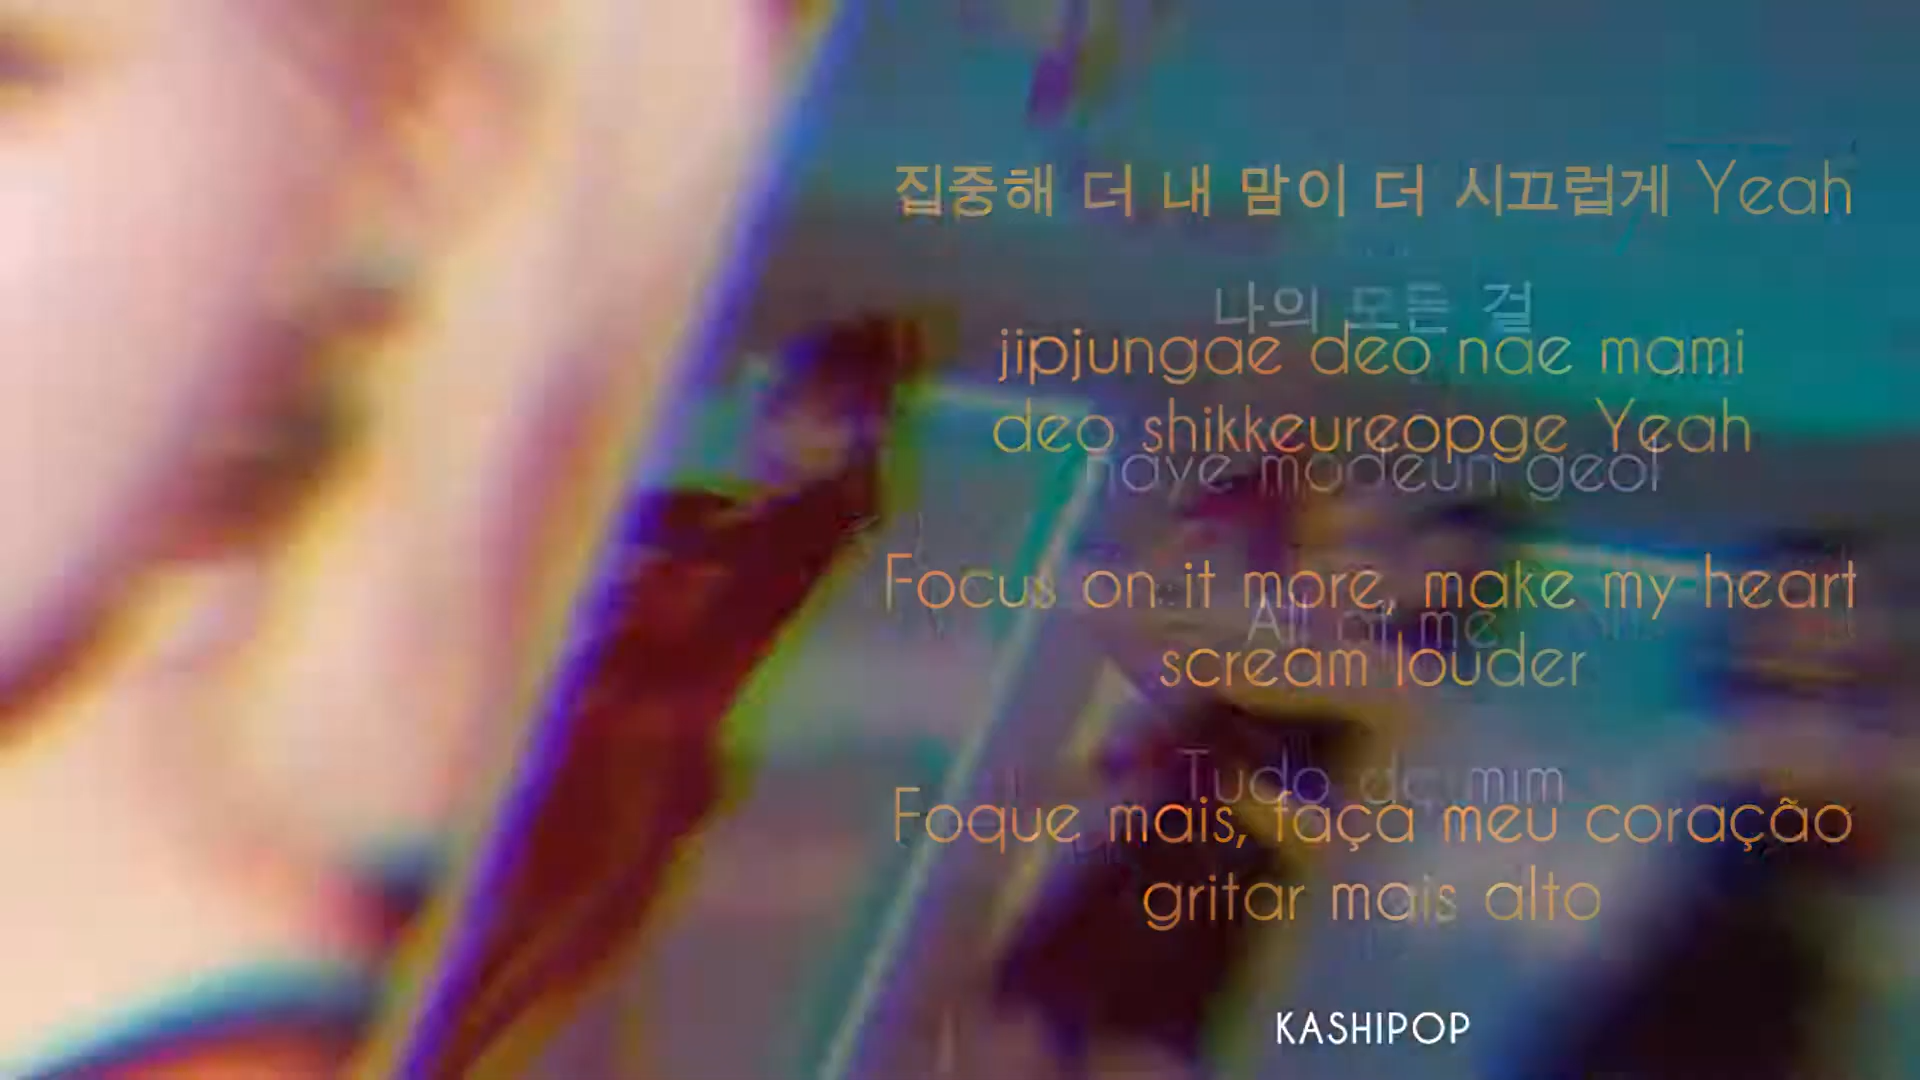 집중해 더 내 맘이 더 시끄럽게 Yeah
나의 모든 걸
jipjungae deo nae mami
deo shikkeureopge Yeah
naye modeun geol
Focus on it more, make my heart
All of me
scream louder
Tudo de mim
Foque mais, faça meu coração
gritar mais alto
KASHIPOP